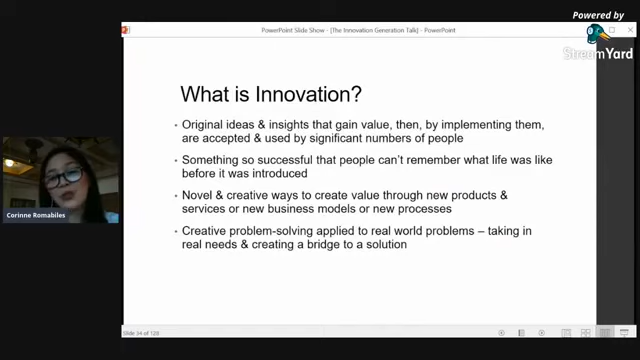 Powered by
PowerPoint Slide Show - [The Innovation Generation Talk] - PowerPoint
StreamYard
What is Innovation?
• Original ideas & insights that gain value, then, by implementing them,
are accepted & used by significant numbers of people
• Something so successful that people can't remember what life was like
before it was introduced
• Novel & creative ways to create value through new products &
services or new business models or new processes
• Creative problem-solving applied to real world problems – taking in
real needs & creating a bridge to a solution
Corinne Romabiles
Slide 34 of 128